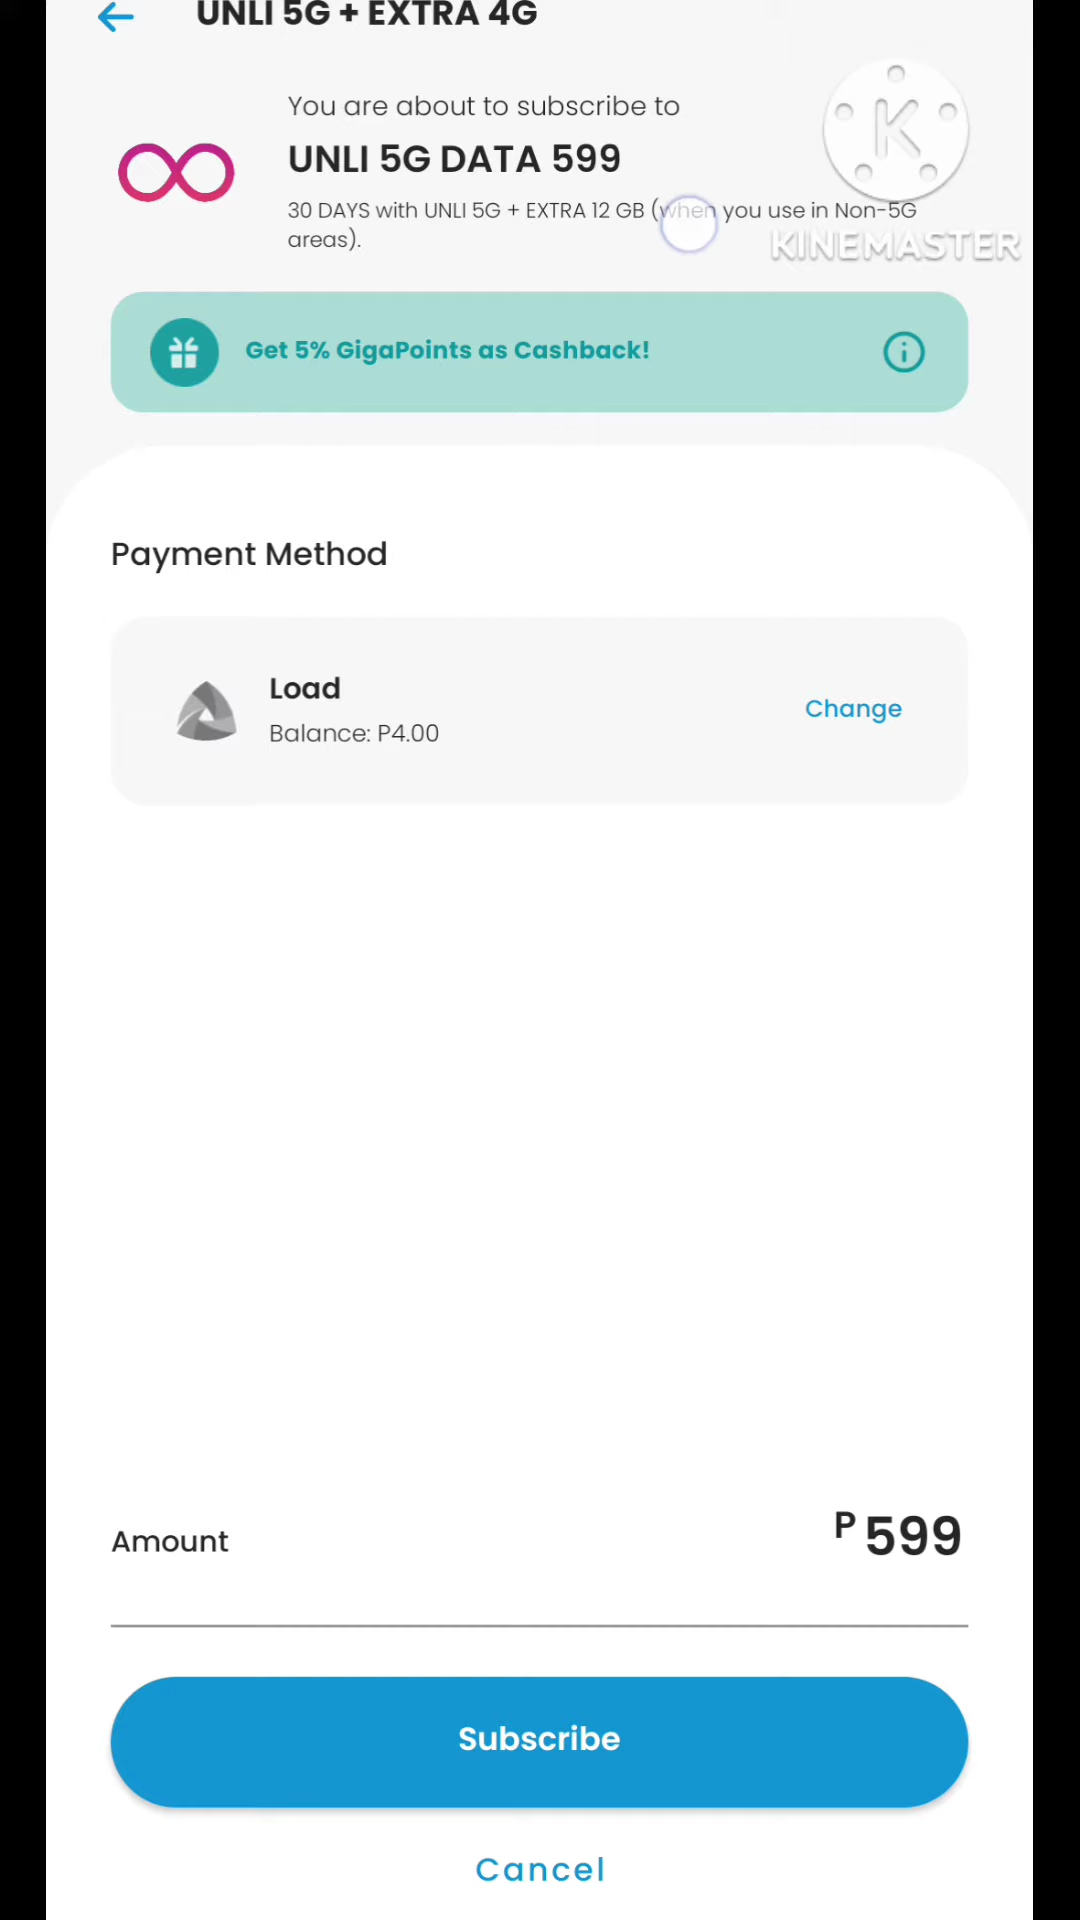 UNLI 5G + EXTRA 4G
You are about to subscribe to
UNLI 5G DATA 599
30 DAYS with UNLI 5G + EXTRA 12 GB (when you use in Non-5G
areas).
K
KINEMASTER
Get 5% GigaPoints as Cashback!
Payment Method
Load
Balance: P4.00
Change
Amount
P 599
Subscribe
Cancel